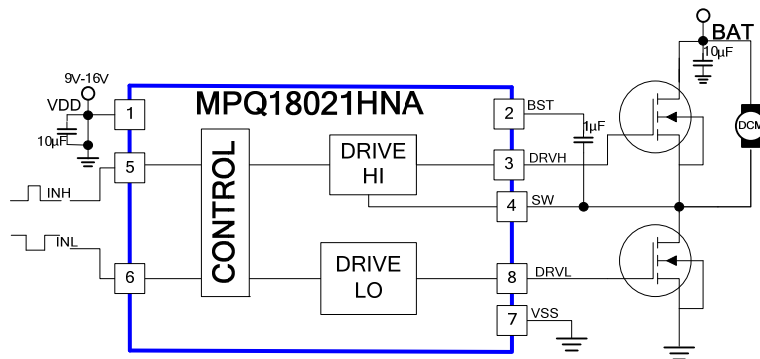 BAT
10µF
9V-16V
VDD
10µF
MPQ18021HNA
1
2
BST
1µF
DCM
5
INH
CONTROL
DRIVE
HI
3
DRVH
4
SW
INL
6
DRIVE
LO
8
DRVL
7
VSS